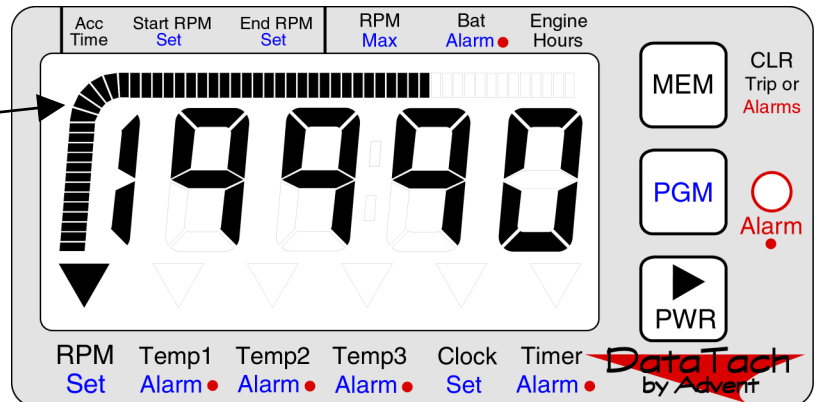 Acc Start RPM End RPM RPM Bat Engine
Time Set Set Max Alarm Hours
19990
MEM
CLR
Trip or
Alarms
PGM
Alarm
PWR
RPM Temp1 Temp2 Temp3 Clock Timer
Set Alarm Alarm Alarm Set Alarm
DataTach
by Advent